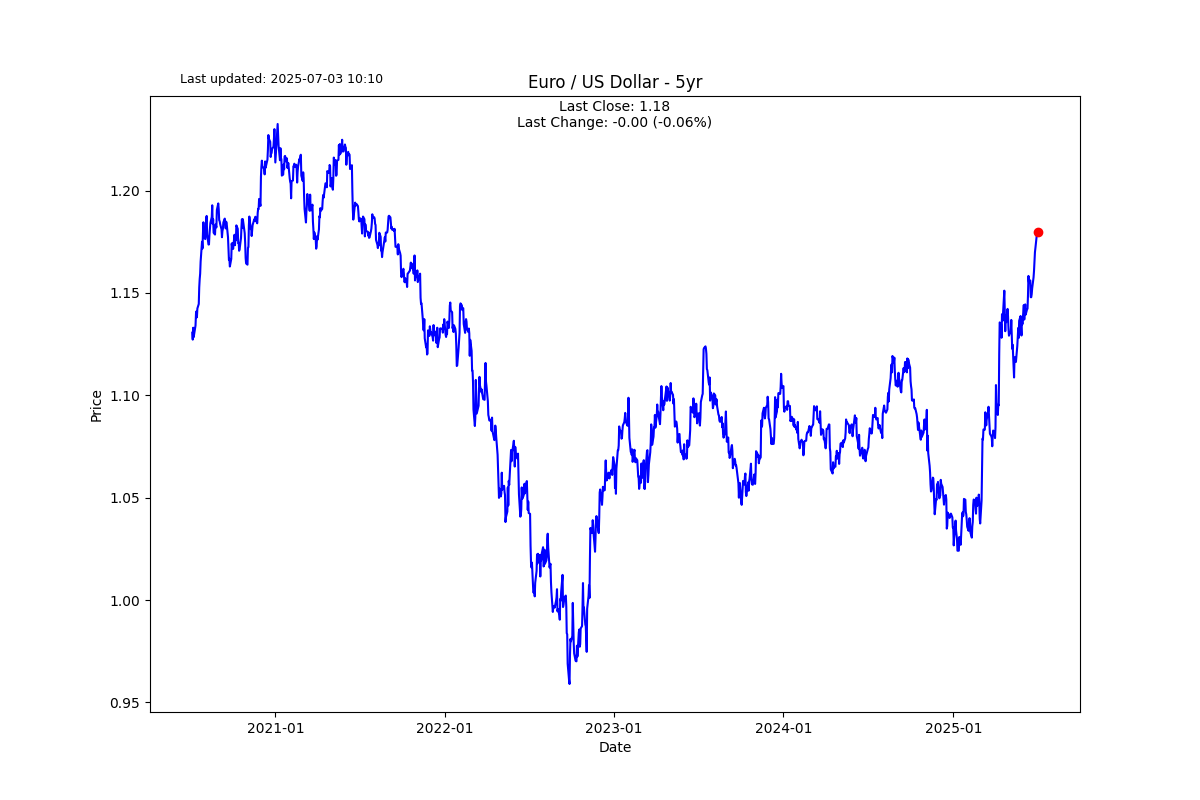 Last updated: 2025-07-03 10:10
Euro / US Dollar - 5yr
Last Close: 1.18
Last Change: -0.00 (-0.06%)
1.20
1.15
1.10
1.05
1.00
0.95
Price
2021-01
2022-01
2023-01
2024-01
2025-01
Date